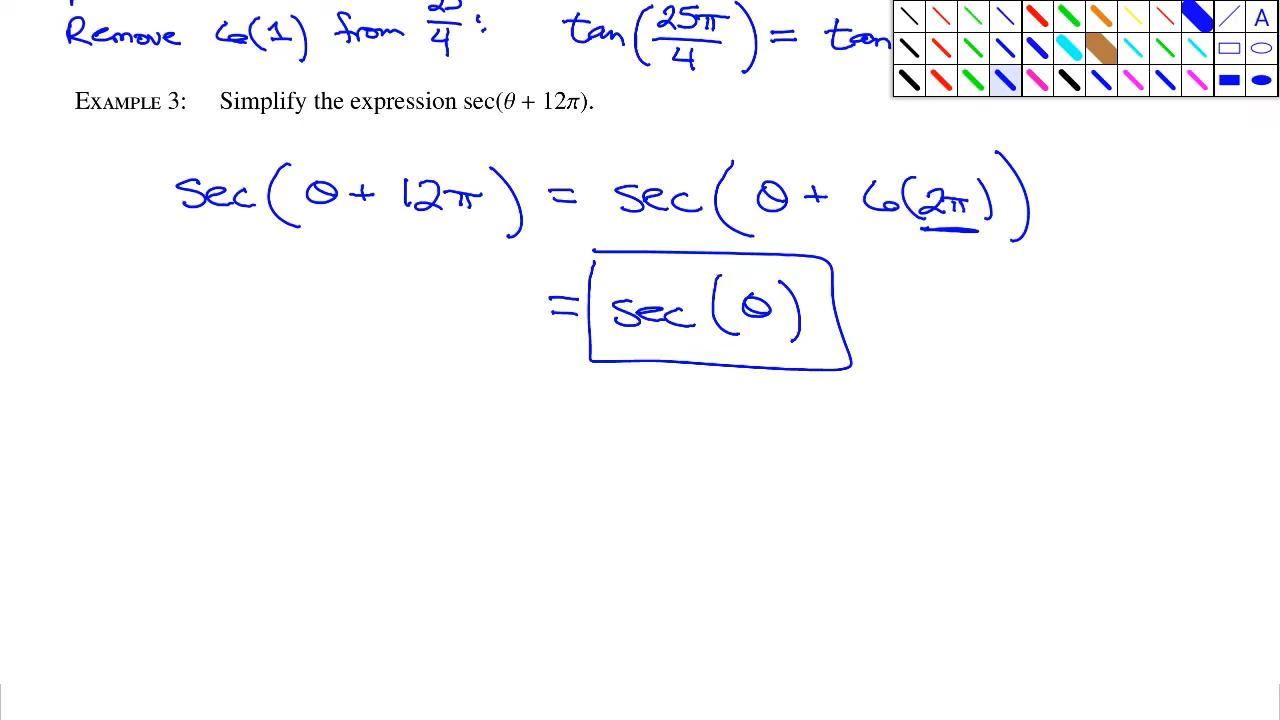 Remove 6(1) from 25/4: tan(25π/4) = tan
A
EXAMPLE 3: Simplify the expression sec(θ + 12π).
sec(θ + 12π) = sec(θ + 6(2π))
= sec(θ)